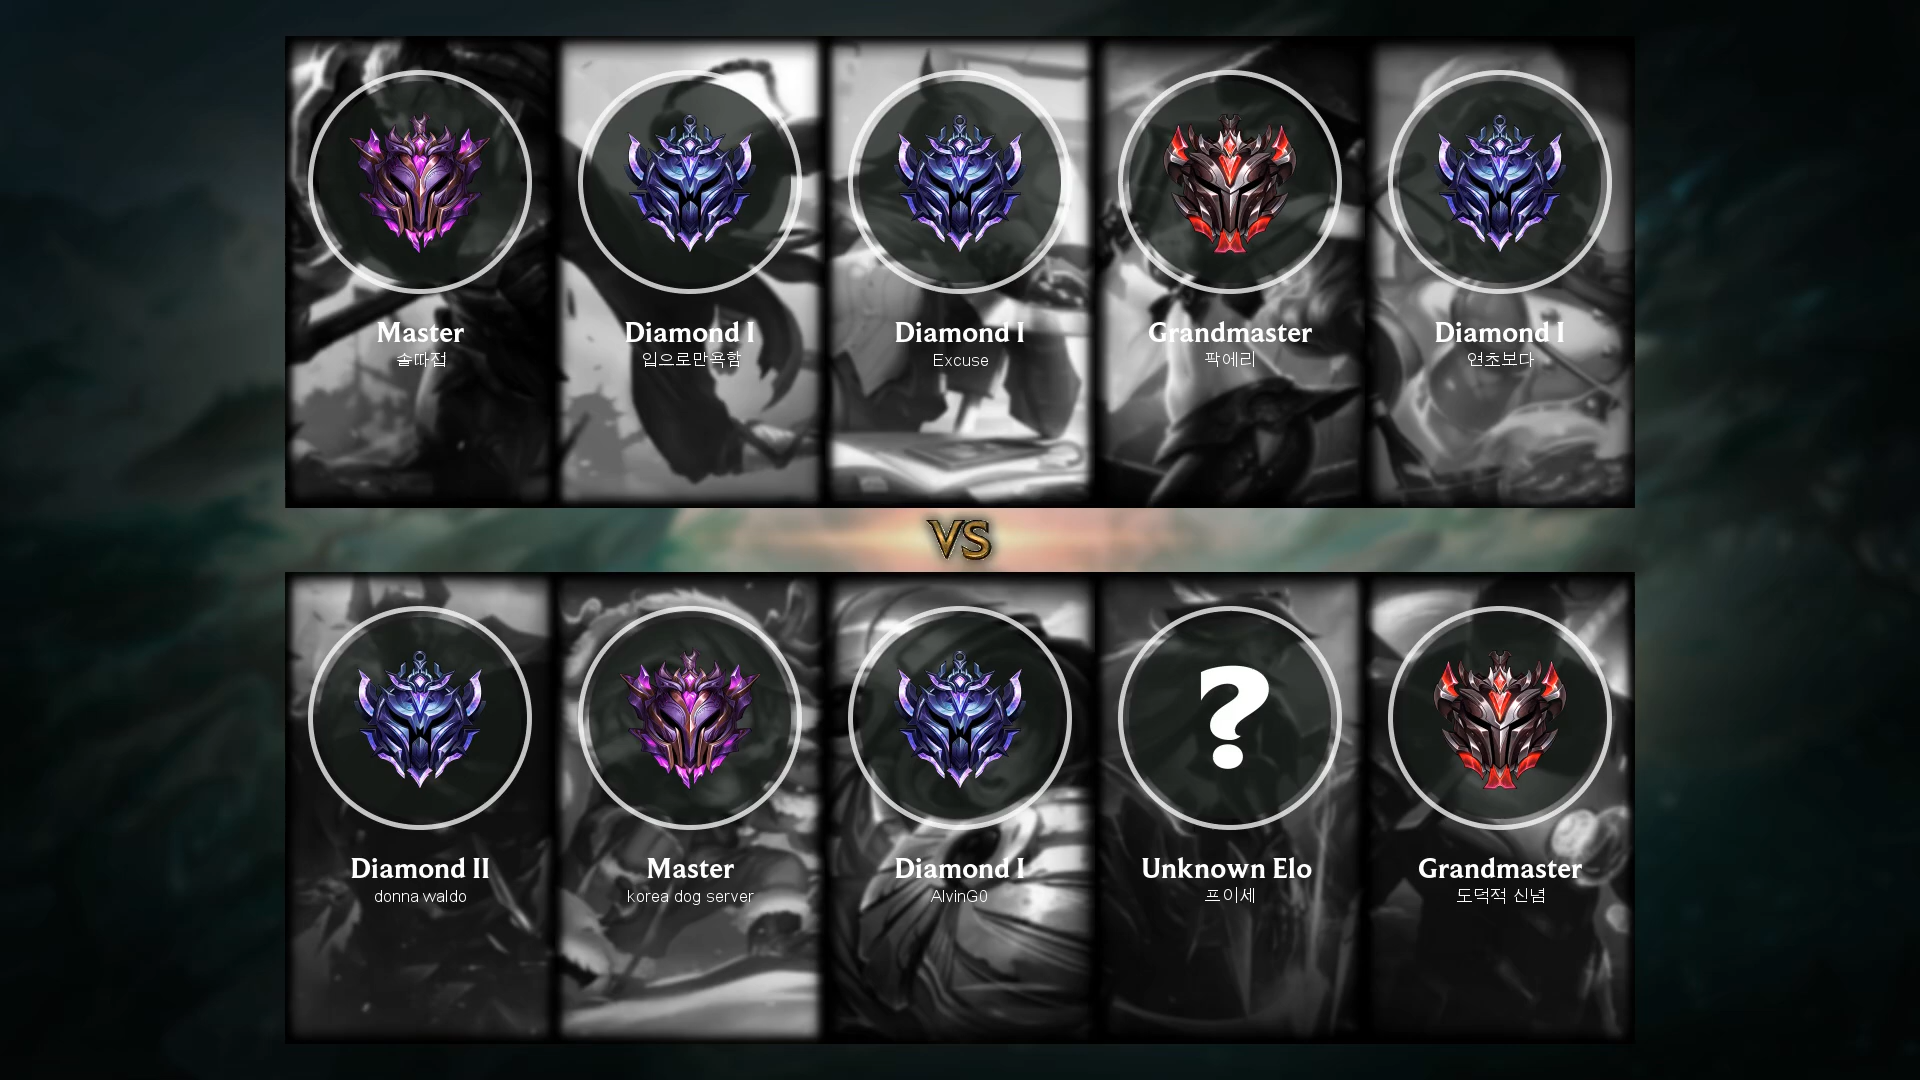 Master
솔따접
Diamond I
입으로만욕함
Diamond I
Excuse
Grandmaster
팍에리
Diamond I
연초보다
VS
Diamond II
donna waldo
Master
korea dog server
Diamond I
AlvinG0
?
Unknown Elo
프이세
Grandmaster
도덕적 신념